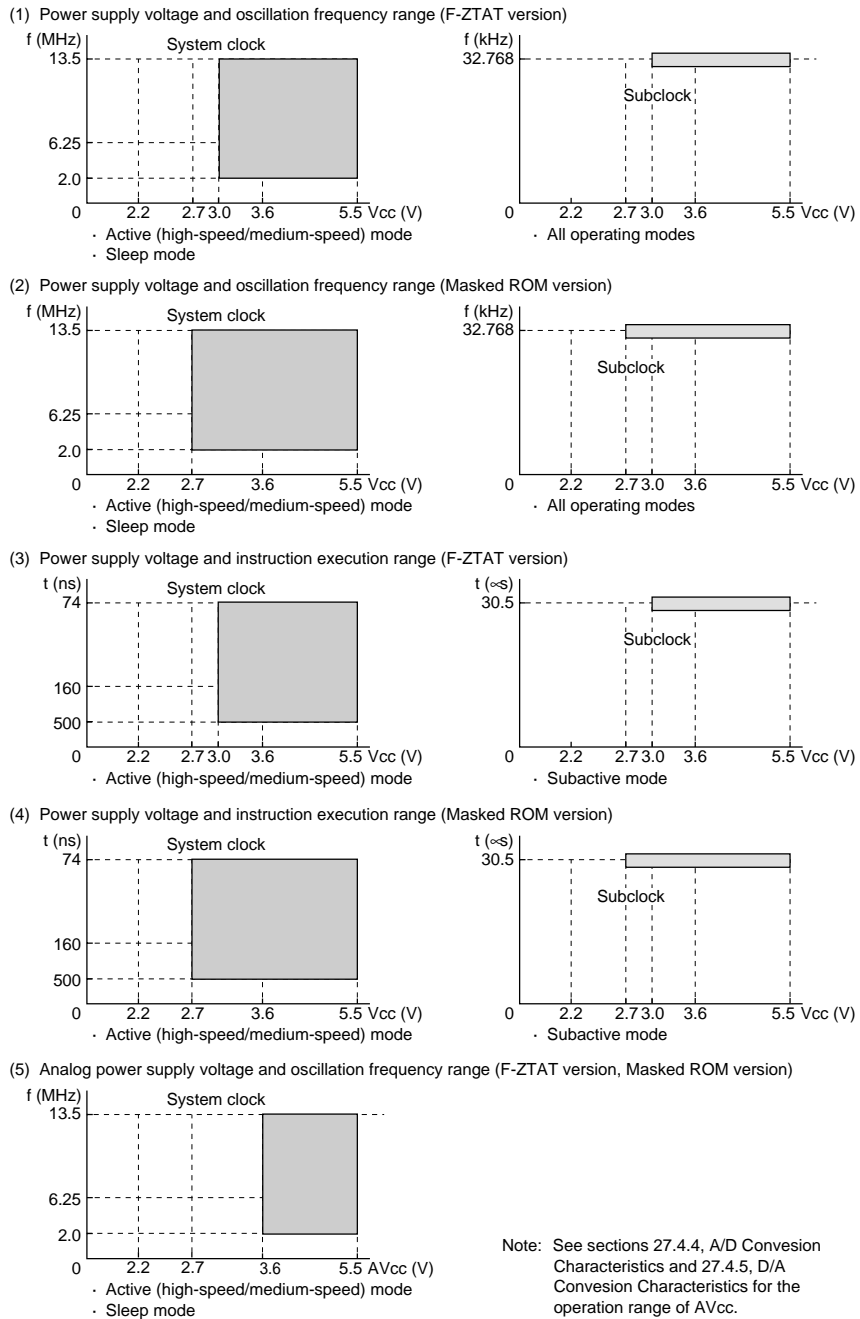 (1) Power supply voltage and oscillation frequency range (F-ZTAT version)
f (MHz)
System clock
13.5
6.25
2.0
0
2.2
2.7 3.0
3.6
5.5 Vcc (V)
· Active (high-speed/medium-speed) mode
· Sleep mode
f (kHz)
32.768
Subclock
0
2.2
2.7 3.0
3.6
5.5 Vcc (V)
· All operating modes
(2) Power supply voltage and oscillation frequency range (Masked ROM version)
f (MHz)
System clock
13.5
6.25
2.0
0
2.2
2.7
3.6
5.5 Vcc (V)
· Active (high-speed/medium-speed) mode
· Sleep mode
f (kHz)
32.768
Subclock
0
2.2
2.7 3.0
3.6
5.5 Vcc (V)
· All operating modes
(3) Power supply voltage and instruction execution range (F-ZTAT version)
t (ns)
System clock
74
160
500
0
2.2
2.7 3.0
3.6
5.5 Vcc (V)
· Active (high-speed/medium-speed) mode
t (∝s)
30.5
Subclock
0
2.2
2.7 3.0
3.6
5.5 Vcc (V)
· Subactive mode
(4) Power supply voltage and instruction execution range (Masked ROM version)
t (ns)
System clock
74
160
500
0
2.2
2.7
3.6
5.5 Vcc (V)
· Active (high-speed/medium-speed) mode
t (∝s)
30.5
Subclock
0
2.2
2.7 3.0
3.6
5.5 Vcc (V)
· Subactive mode
(5) Analog power supply voltage and oscillation frequency range (F-ZTAT version, Masked ROM version)
f (MHz)
System clock
13.5
6.25
2.0
0
2.2
2.7
3.6
5.5 AVcc (V)
· Active (high-speed/medium-speed) mode
· Sleep mode
Note: See sections 27.4.4, A/D Convesion
Characteristics and 27.4.5, D/A
Convesion Characteristics for the
operation range of AVcc.